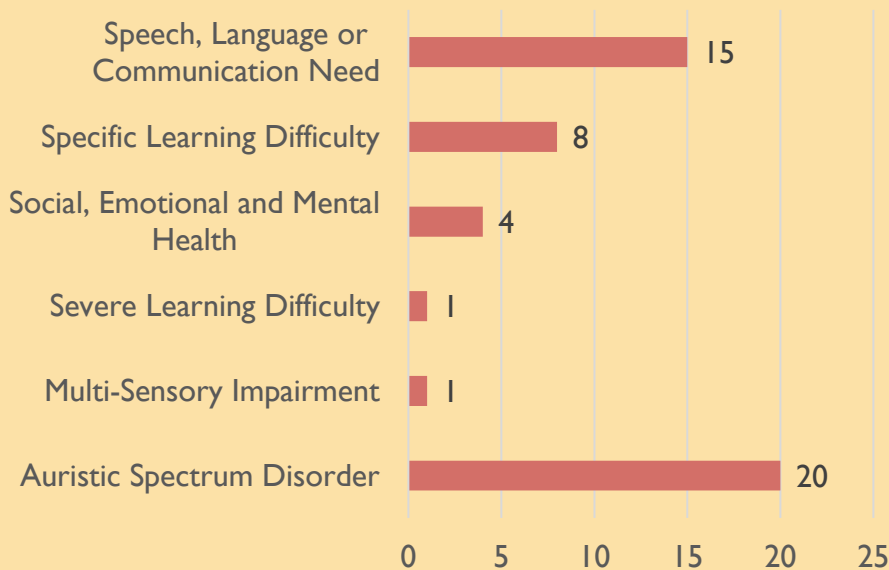 Speech, Language or
Communication Need
15
Specific Learning Difficulty
8
Social, Emotional and Mental
Health
4
Severe Learning Difficulty
1
Multi-Sensory Impairment
1
Auristic Spectrum Disorder
20
0 5 10 15 20 25